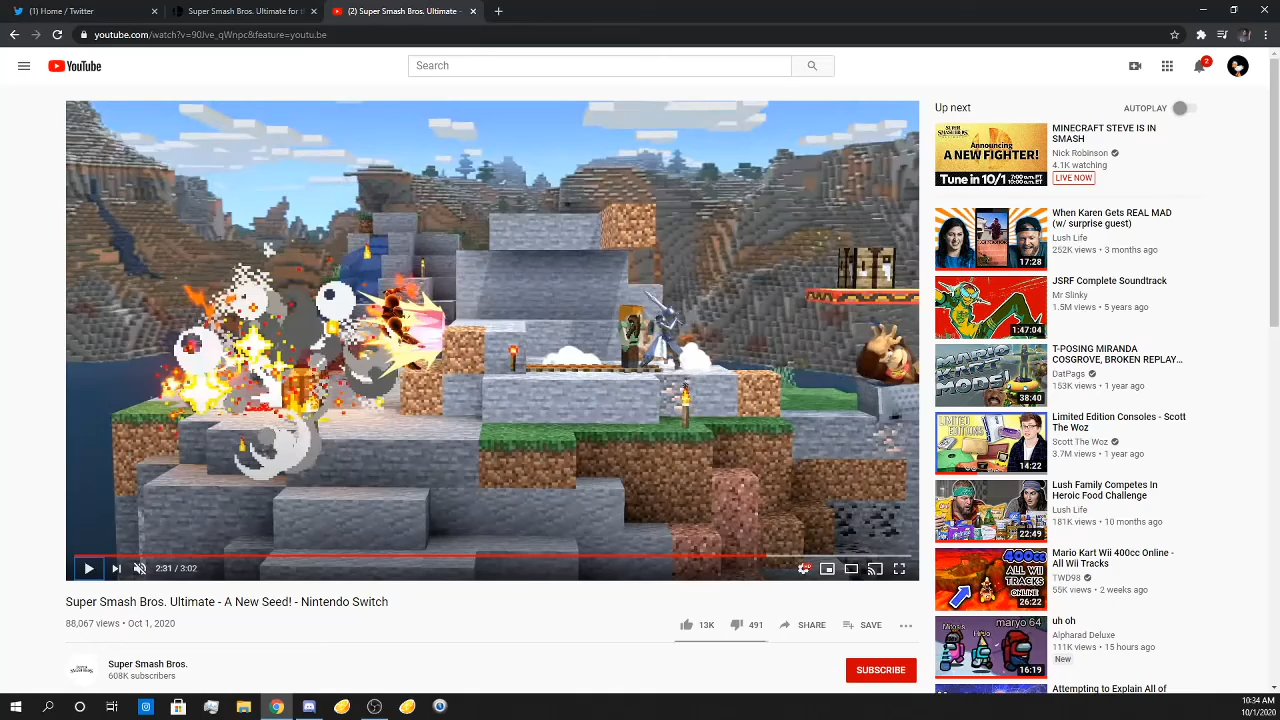 (1) Home / Twitter
Super Smash Bros. Ultimate for t
(2) Super Smash Bros. Ultimate -
youtube.com/watch?v=90Jve_qWnpc&feature=youtu.be
YouTube
Search
2
2:31 / 3:02
Super Smash Bros. Ultimate - A New Seed! - Nintendo Switch
88,067 views • Oct 1, 2020
13K
491
SHARE
SAVE
Super Smash Bros.
608K subscribers
SUBSCRIBE
Up next
AUTOPLAY
Announcing
A NEW FIGHTER!
Tune in 10/1
MINECRAFT STEVE IS IN
SMASH
Nick Robinson
4.1K watching
LIVE NOW
17:28
When Karen Gets REAL MAD
(w/ surprise guest)
Lush Life
252K views • 3 months ago
1:47:04
JSRF Complete Soundtrack
Mr Slinky
1.5M views • 5 years ago
MARIO
MODE!
38:40
T-POSING MIRANDA
COSGROVE, BROKEN REPLAY...
DatPags
153K views • 1 year ago
LIMITED
EDITIONS
14:22
Limited Edition Consoles - Scott
The Woz
Scott The Woz
3.7M views • 1 year ago
22:49
Lush Family Competes In
Heroic Food Challenge
Lush Life
181K views • 10 months ago
400cc
ALL WII
TRACKS
ONLINE
26:22
Mario Kart Wii 400cc Online -
All Wii Tracks
TWD98
55K views • 2 weeks ago
maryo 64
16:19
uh oh
Alpharad Deluxe
111K views • 15 hours ago
New
Attempting to Explain All of
10:34 AM
10/1/2020